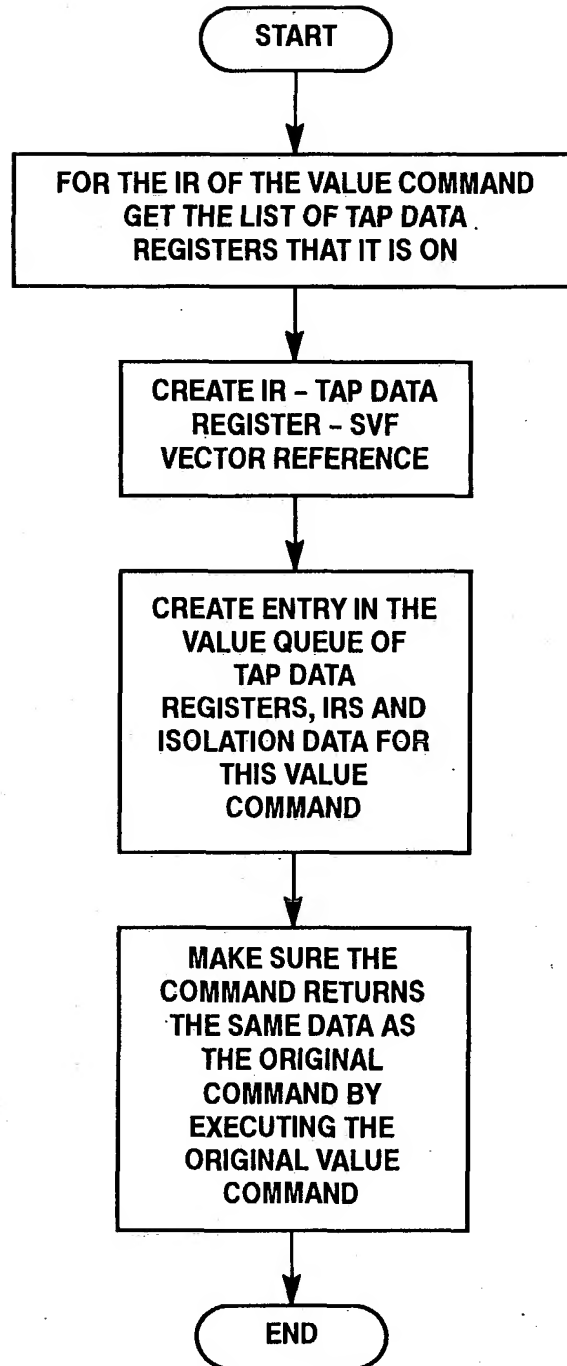 START
FOR THE IR OF THE VALUE COMMAND
GET THE LIST OF TAP DATA
REGISTERS THAT IT IS ON
CREATE IR – TAP DATA
REGISTER – SVF
VECTOR REFERENCE
CREATE ENTRY IN THE
VALUE QUEUE OF
TAP DATA
REGISTERS, IRS AND
ISOLATION DATA FOR
THIS VALUE
COMMAND
MAKE SURE THE
COMMAND RETURNS
THE SAME DATA AS
THE ORIGINAL
COMMAND BY
EXECUTING THE
ORIGINAL VALUE
COMMAND
END